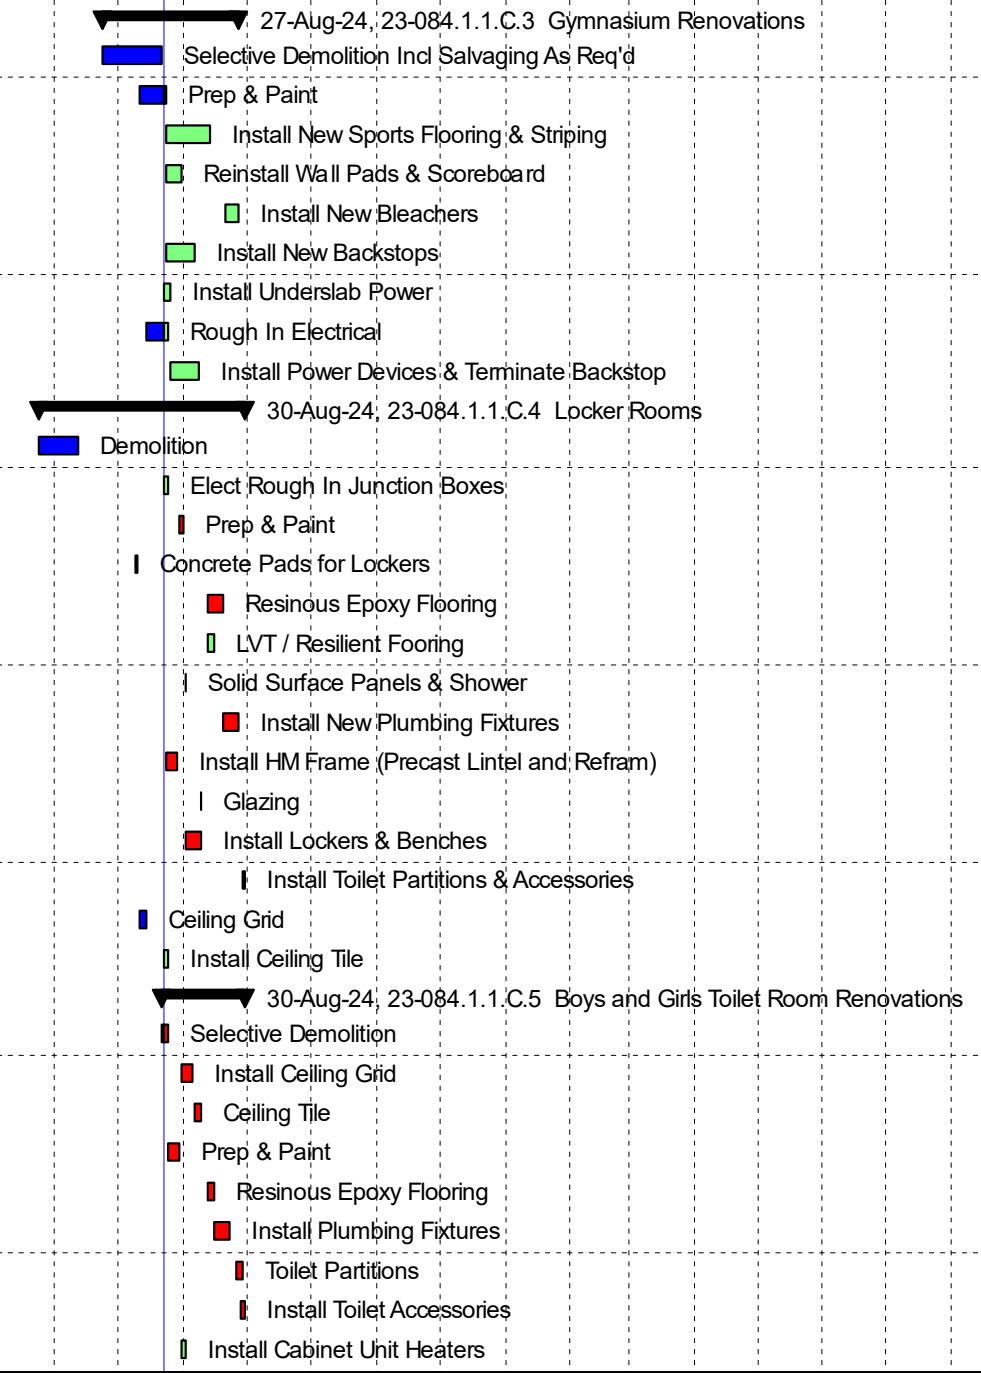 27-Aug-24, 23-084.1.1.C.3 Gymnasium Renovations
Selective Demolition Incl Salvaging As Req'd
Prep & Paint
Install New Sports Flooring & Striping
Reinstall Wall Pads & Scoreboard
Install New Bleachers
Install New Backstops
Install Underslab Power
Rough In Electrical
Install Power Devices & Terminate Backstop
30-Aug-24, 23-084.1.1.C.4 Locker Rooms
Demolition
Elect Rough In Junction Boxes
Prep & Paint
Concrete Pads for Lockers
Resinous Epoxy Flooring
LVT / Resilient Fooring
Solid Surface Panels & Shower
Install New Plumbing Fixtures
Install HM Frame (Precast Lintel and Refram)
Glazing
Install Lockers & Benches
Install Toilet Partitions & Accessories
Ceiling Grid
Install Ceiling Tile
30-Aug-24, 23-084.1.1.C.5 Boys and Girls Toilet Room Renovations
Selective Demolition
Install Ceiling Grid
Ceiling Tile
Prep & Paint
Resinous Epoxy Flooring
Install Plumbing Fixtures
Toilet Partitions
Install Toilet Accessories
Install Cabinet Unit Heaters